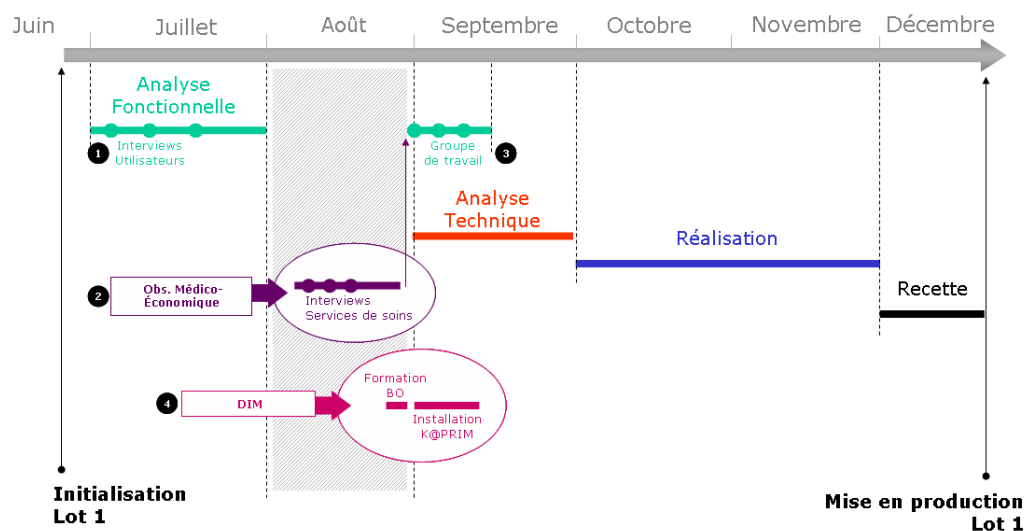 Juin
Juillet
Août
Septembre
Octobre
Novembre
Décembre
Analyse
Fonctionnelle
1
Interviews
Utilisateurs
Groupe
de travail
3
Analyse
Technique
Réalisation
2
Obs. Médico-
Économique
Interviews
Services de soins
Recette
4
DIM
Formation
BO
Installation
K@PRIM
Initialisation
Lot 1
Mise en production
Lot 1